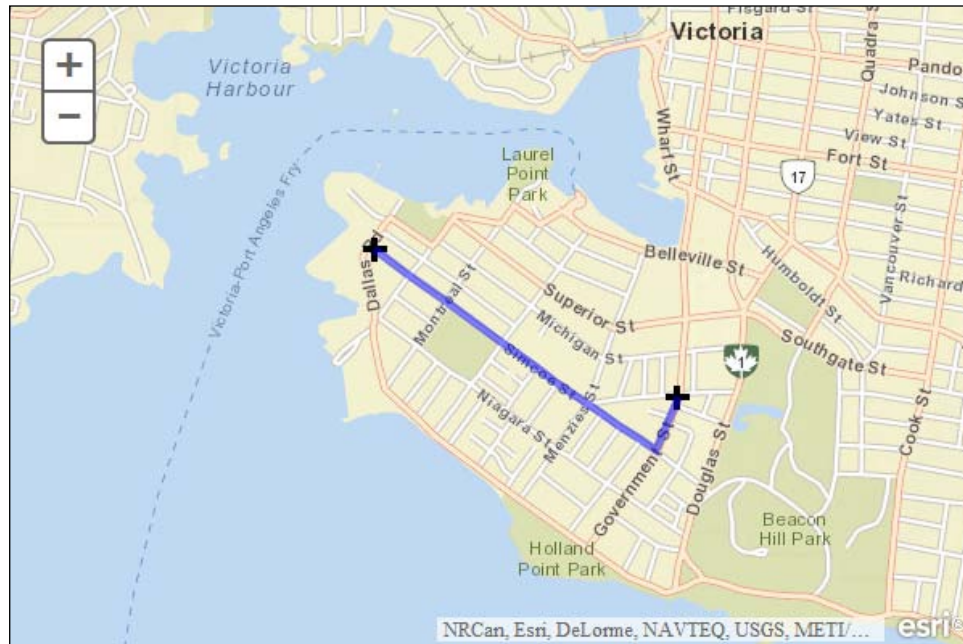 Fisgard St
Victoria
Quadra S
Pando
Victoria
Harbour
Johnson S
Yates St
View St
Fort St
Wharf St
17
Laurel
Point
Park
Victoria-Port Angeles Fry
Vancouver St
Belleville St
Humboldt St
Richard
Dallas
Montreal St
Superior St
Michigan St
Southgate St
1
Simcoe St
Niagara St
Menzies St
Government St
Douglas St
Cook St
Beacon
Hill Park
Holland
Point Park
+
−
NRCan, Esri, DeLorme, NAVTEQ, USGS, METI/...
esri